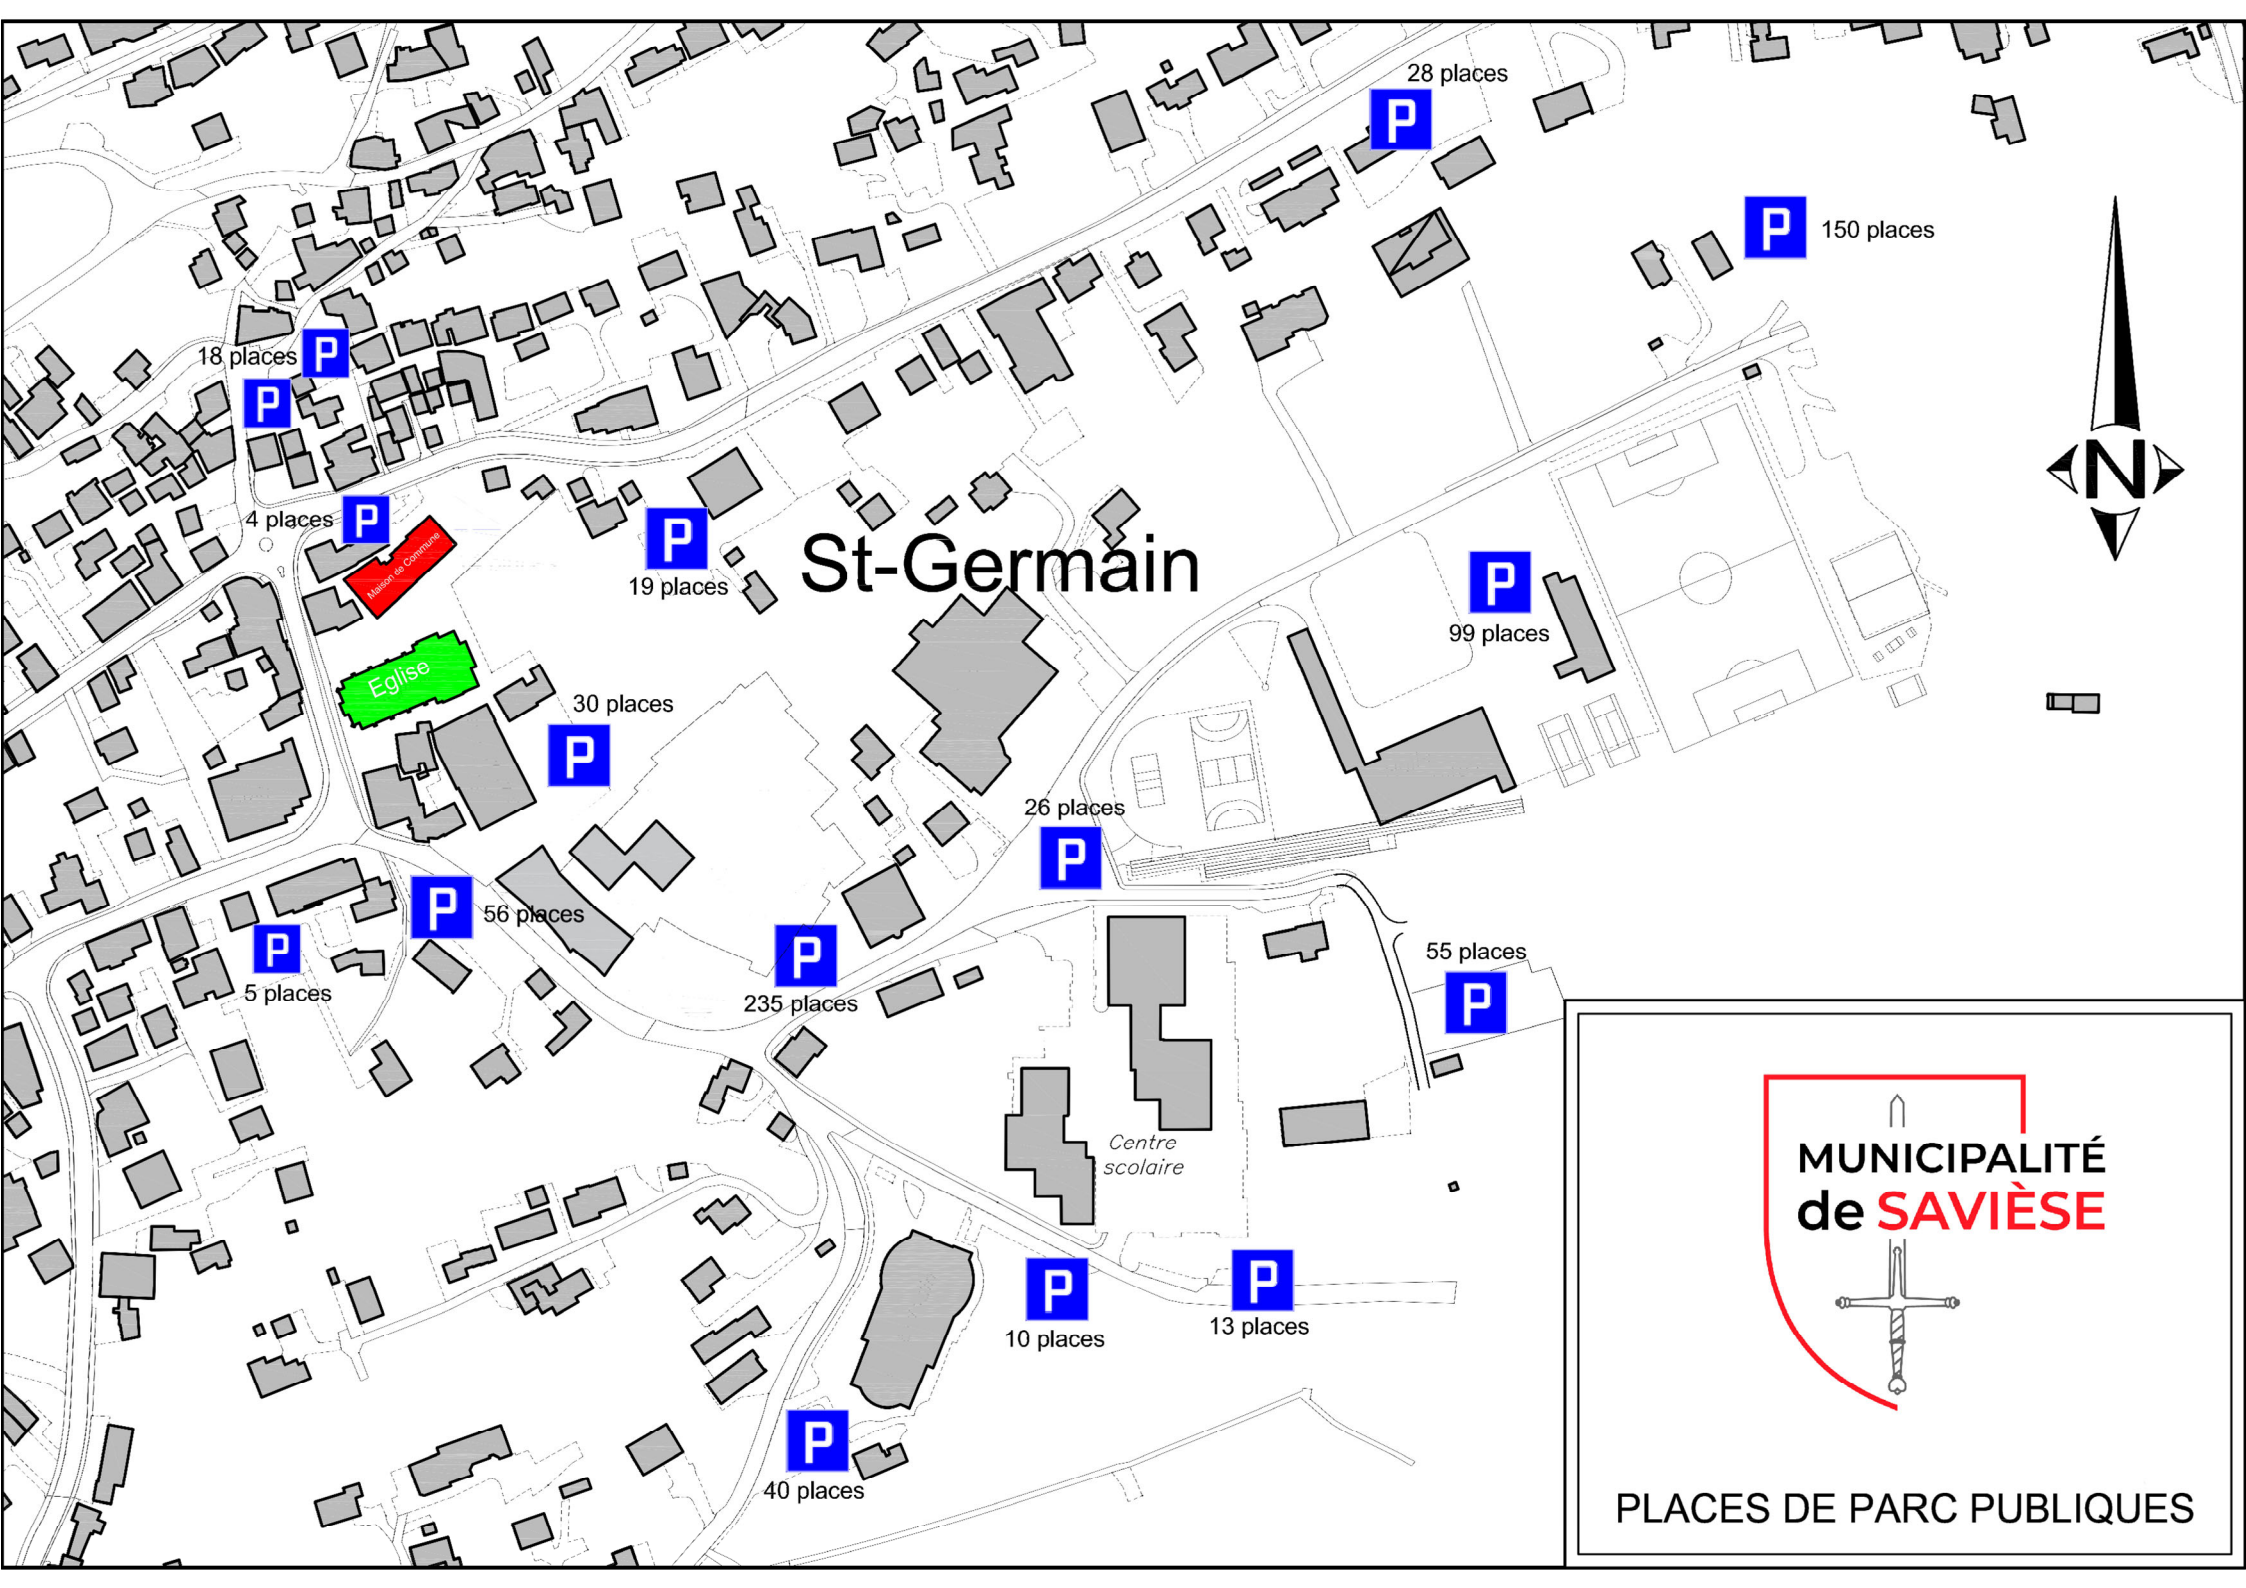 28 places
P
P
150 places
18 places
P
P
4 places
P
Maison de Commune
P
19 places
St-Germain
N
P
99 places
Eglise
30 places
P
26 places
P
P
56 places
P
5 places
P
235 places
55 places
P
Centre
scolaire
P
10 places
P
13 places
P
40 places
MUNICIPALITÉ
de SAVIÈSE
PLACES DE PARC PUBLIQUES